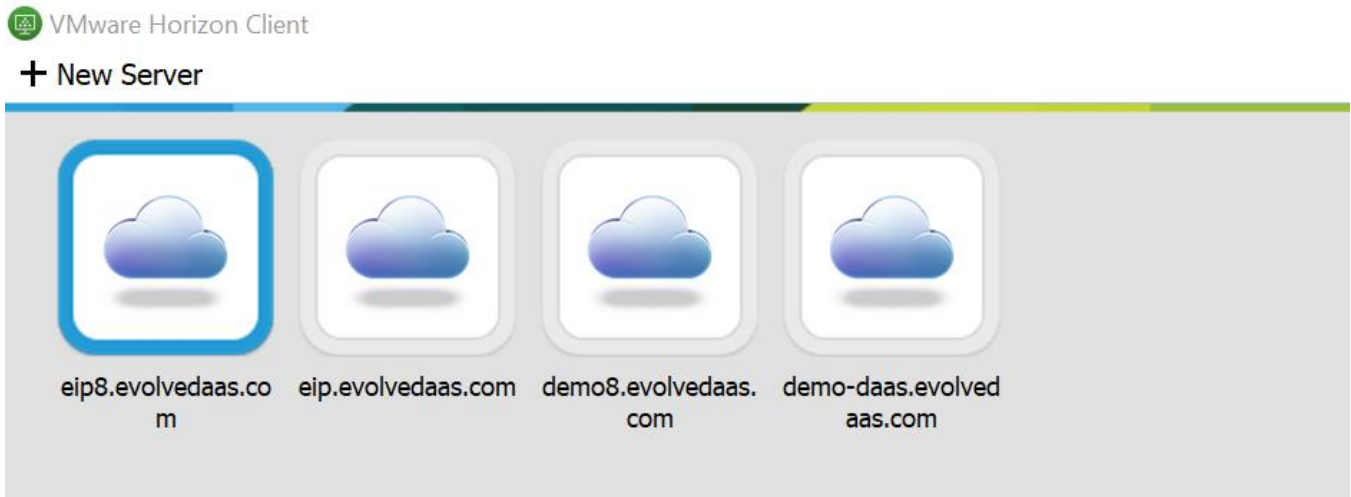 VMware Horizon Client
+ New Server
eip8.evolvedaas.co
m
eip.evolvedaas.com
demo8.evolvedaas.
com
demo-daas.evolved
aas.com